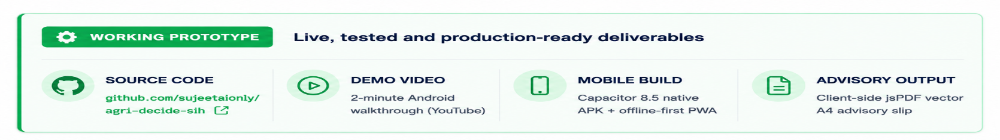 WORKING PROTOTYPE
Live, tested and production-ready deliverables
SOURCE CODE
github.com/sujeetaionly/
agri-decide-sih
DEMO VIDEO
2-minute Android
walkthrough (YouTube)
MOBILE BUILD
Capacitor 8.5 native
APK + offline-first PWA
ADVISORY OUTPUT
Client-side jsPDF vector
A4 advisory slip